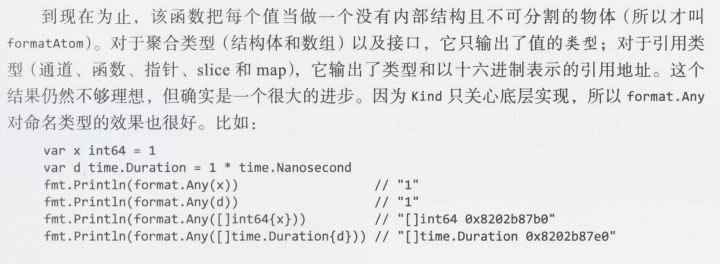 到现在为止，该函数把每个值当做一个没有内部结构且不可分割的物体（所以才叫
formatAtom）。对于聚合类型（结构体和数组）以及接口，它只输出了值的类型；对于引用类
型（通道、函数、指针、slice 和 map），它输出了类型和以十六进制表示的引用地址。这个
结果仍然不够理想，但确实是一个很大的进步。因为 Kind 只关心底层实现，所以 format.Any
对命名类型的效果也很好。比如：
var x int64 = 1
var d time.Duration = 1 * time.Nanosecond
fmt.Println(format.Any(x)) // "1"
fmt.Println(format.Any(d)) // "1"
fmt.Println(format.Any([]int64{x})) // "[]int64 0x8202b87b0"
fmt.Println(format.Any([]time.Duration{d})) // "[]time.Duration 0x8202b87e0"